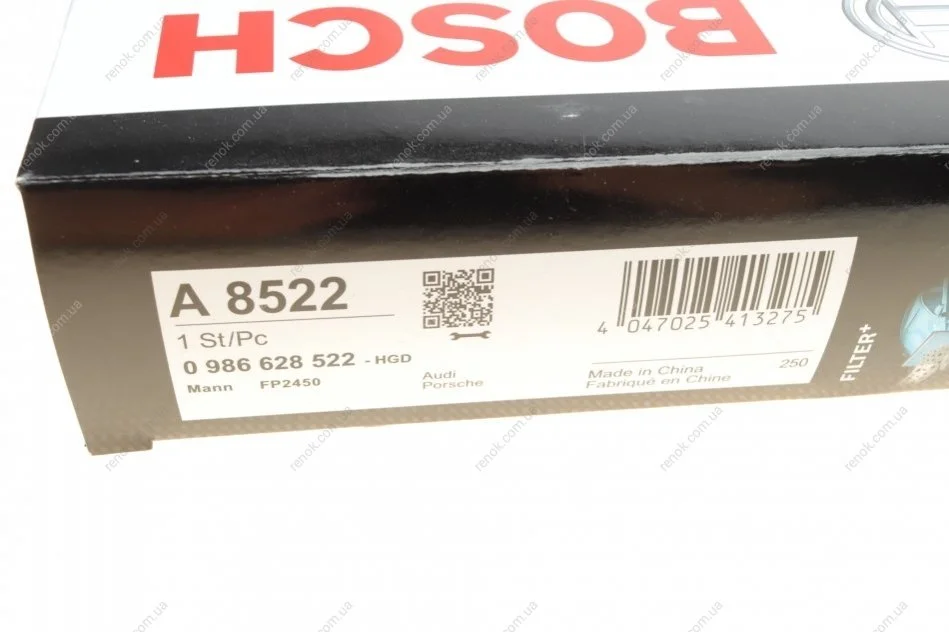 BOSCH
A 8522
1 St/Pc
0 986 628 522 - HGD
Mann FP2450
Audi
Porsche
4 047025 413275
Made in China
Fabriqué en Chine
250
FILTER+
renok.com.ua